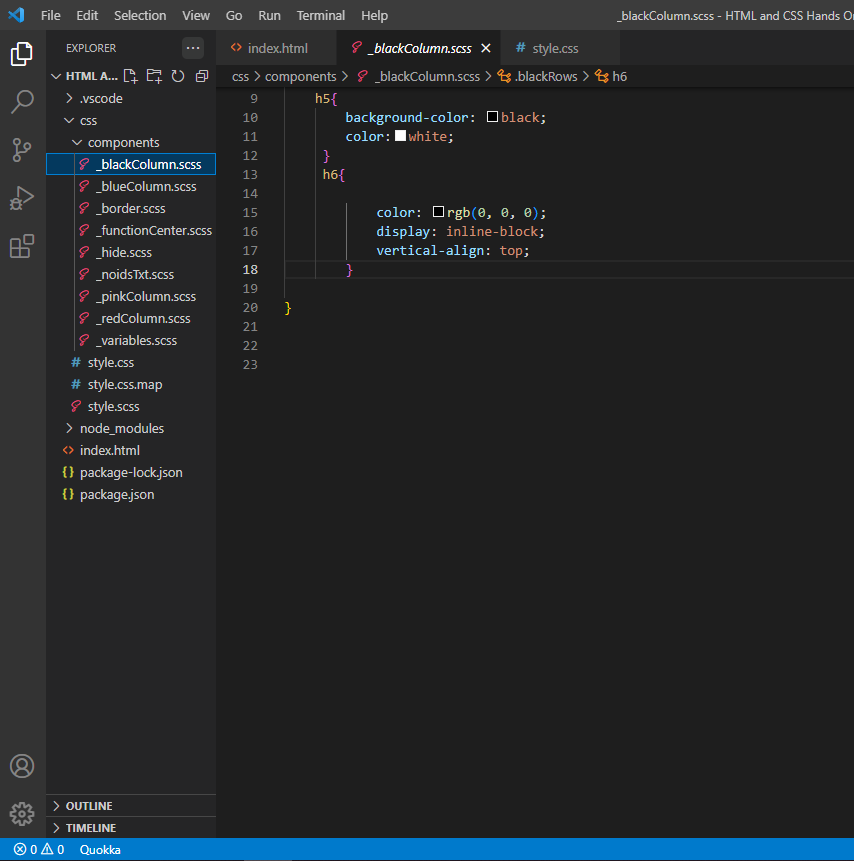 File Edit Selection View Go Run Terminal Help _blackColumn.scss - HTML and CSS Hands O
EXPLORER ...
HTML A...
.vscode
css
components
_blackColumn.scss
_blueColumn.scss
_border.scss
_functionCenter.scss
_hide.scss
_noidsTxt.scss
_pinkColumn.scss
_redColumn.scss
_variables.scss
# style.css
# style.css.map
style.scss
node_modules
<> index.html
{} package-lock.json
{} package.json
OUTLINE
TIMELINE
<> index.html _blackColumn.scss × # style.css
css > components > _blackColumn.scss > .blackRows > h6
9 h5{
10 background-color: black;
11 color: white;
12 }
13 h6{
14
15 color: rgb(0, 0, 0);
16 display: inline-block;
17 vertical-align: top;
18 }
19
20 }
21
22
23
0 0 Quokka